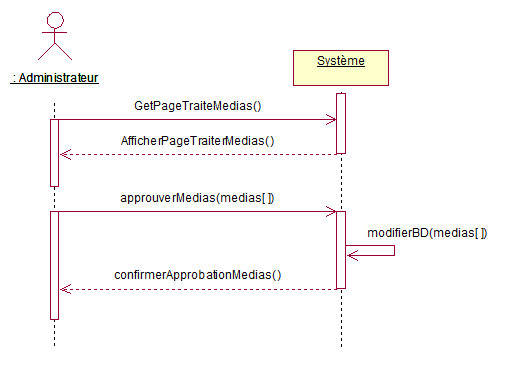 : Administrateur
Système
GetPageTraiteMedias()
AfficherPageTraiterMedias()
approuverMedias(medias[])
modifierBD(medias[])
confirmerApprobationMedias()